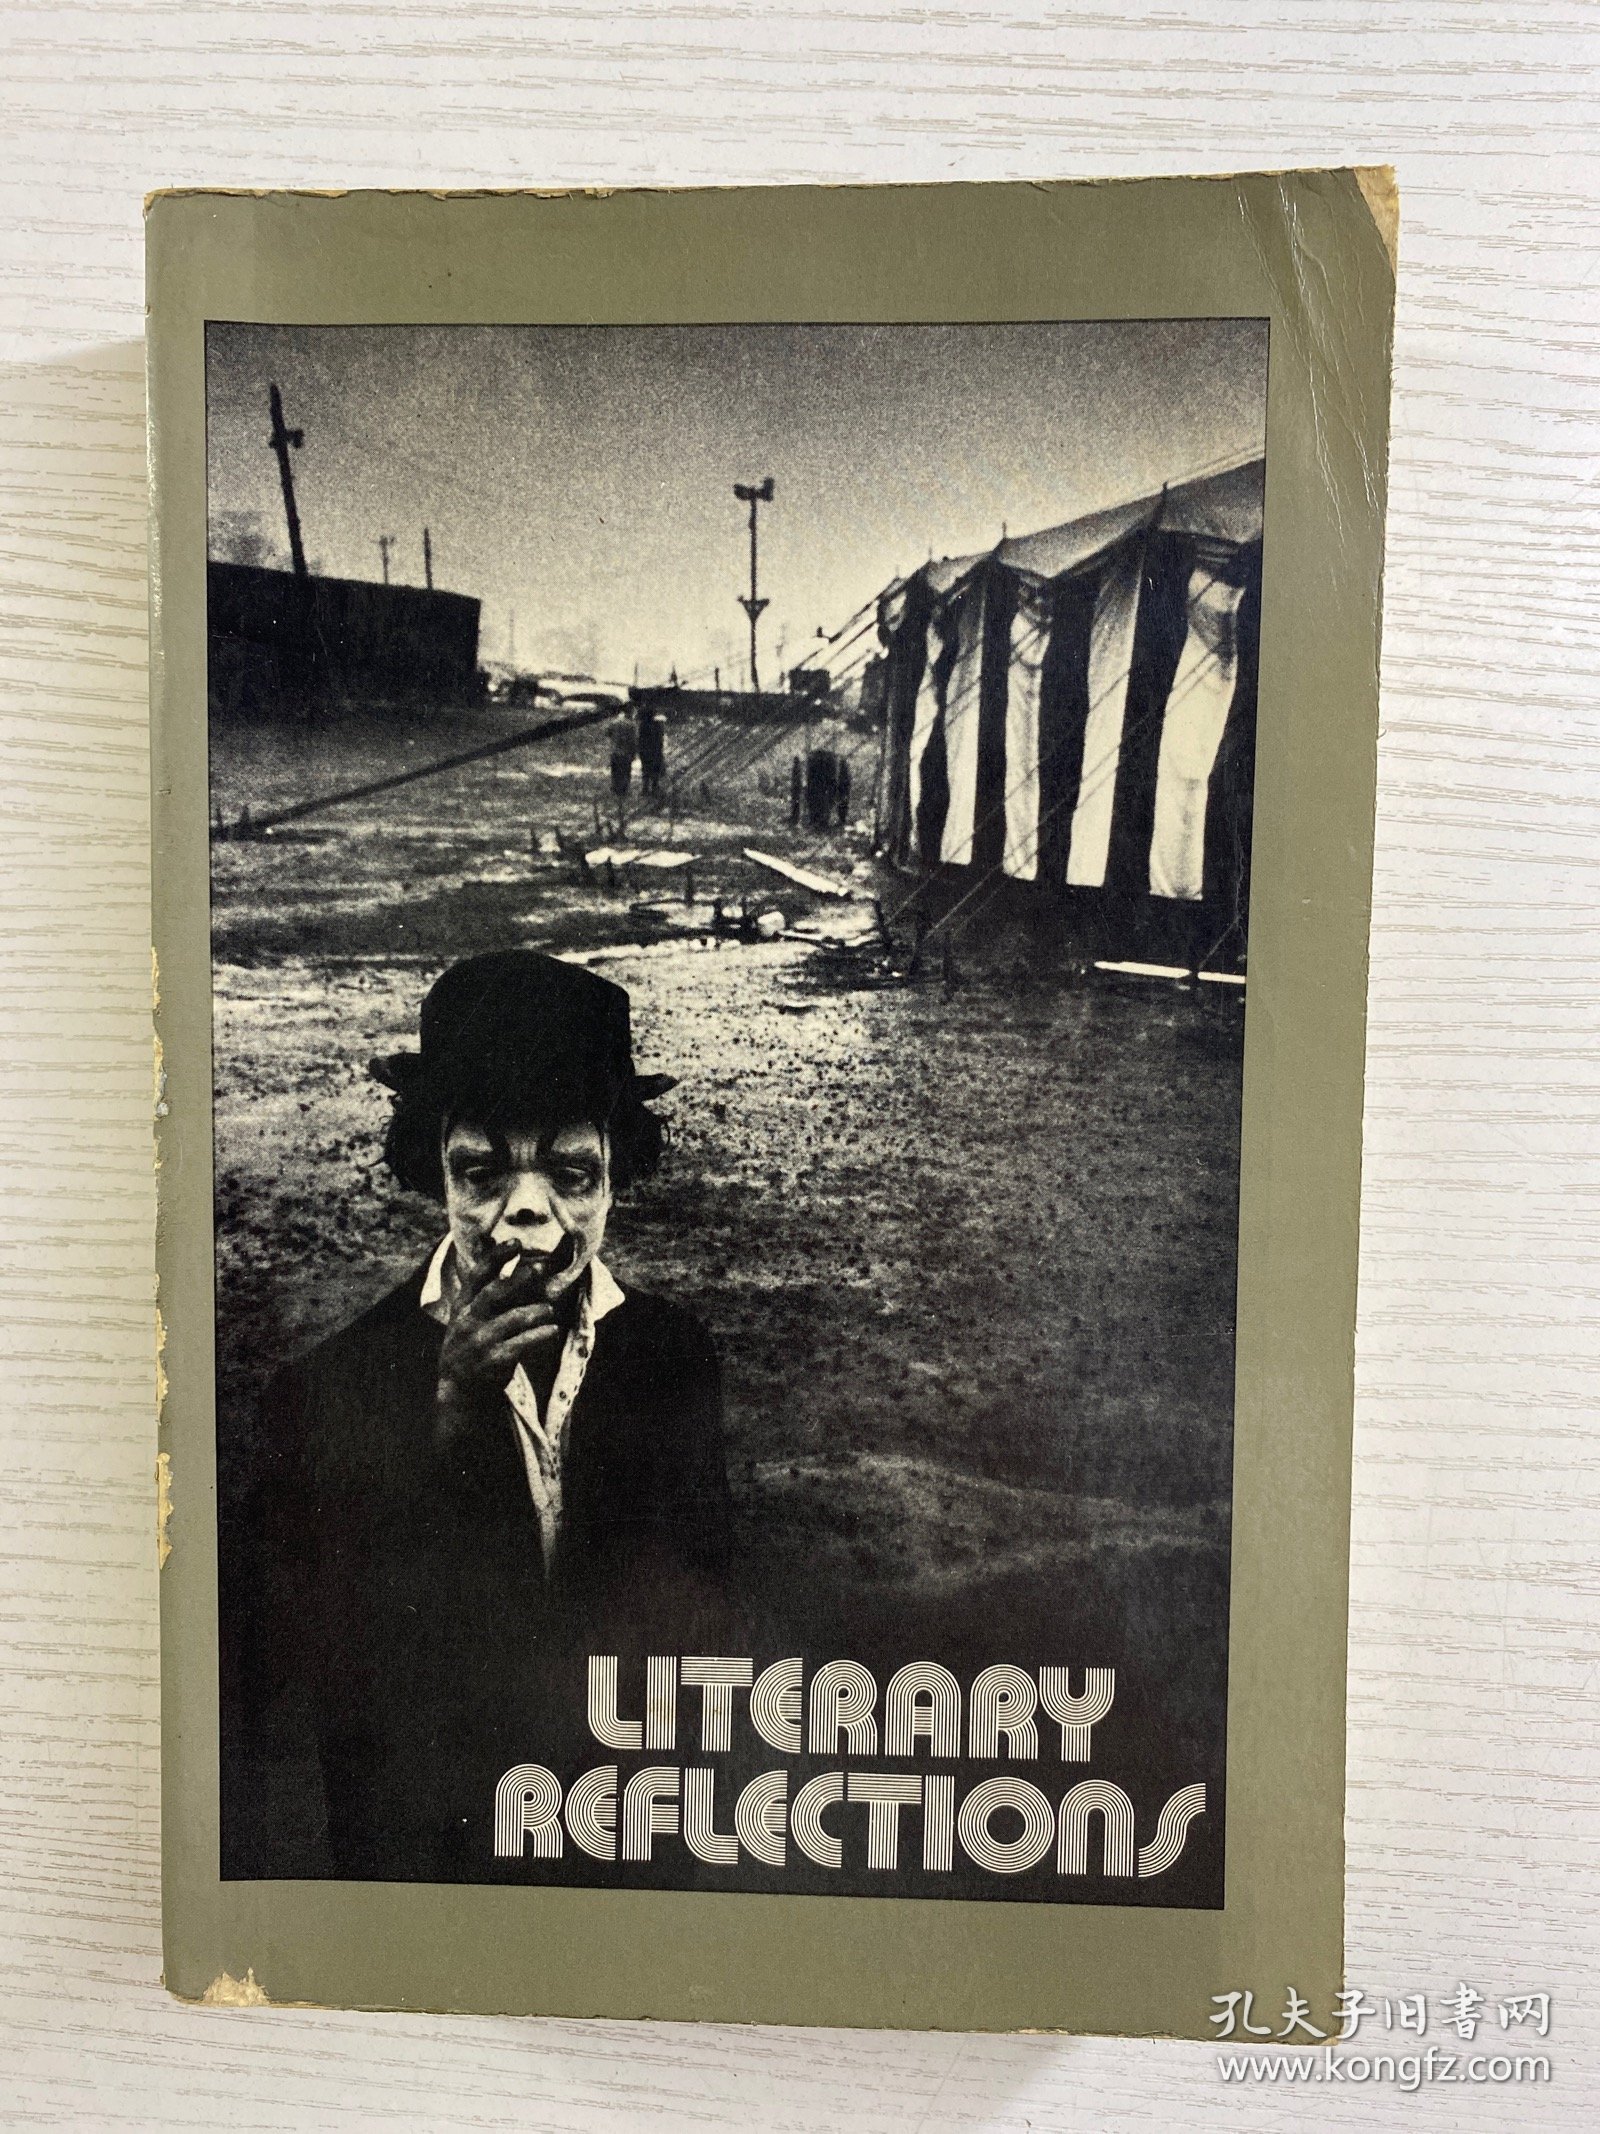 LITERARY
REFLECTIONS
孔夫子旧书网
www.kongfz.com